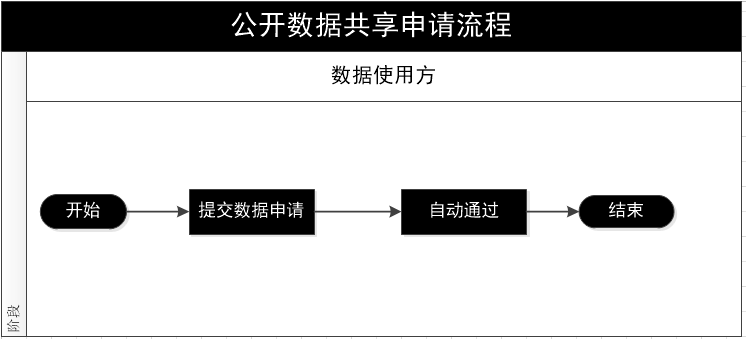 公开数据共享申请流程
数据使用方
开始
提交数据申请
自动通过
结束
阶段